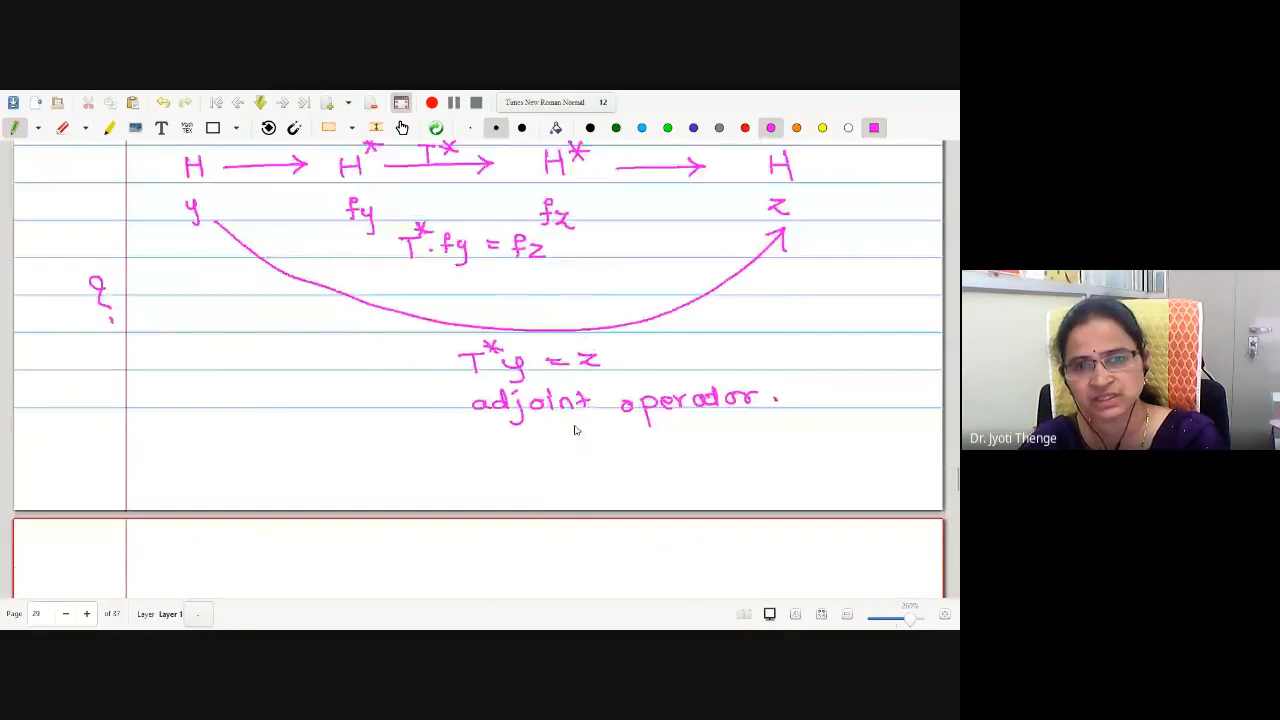 Times New Roman Normal 12
H → H* T* → H* → H
y fy fz z
T*.fy = fz
?
T*y = z
adjoint operator.
Dr. Jyoti Thenge
Page 29 of 37 Layer Layer 1
260%